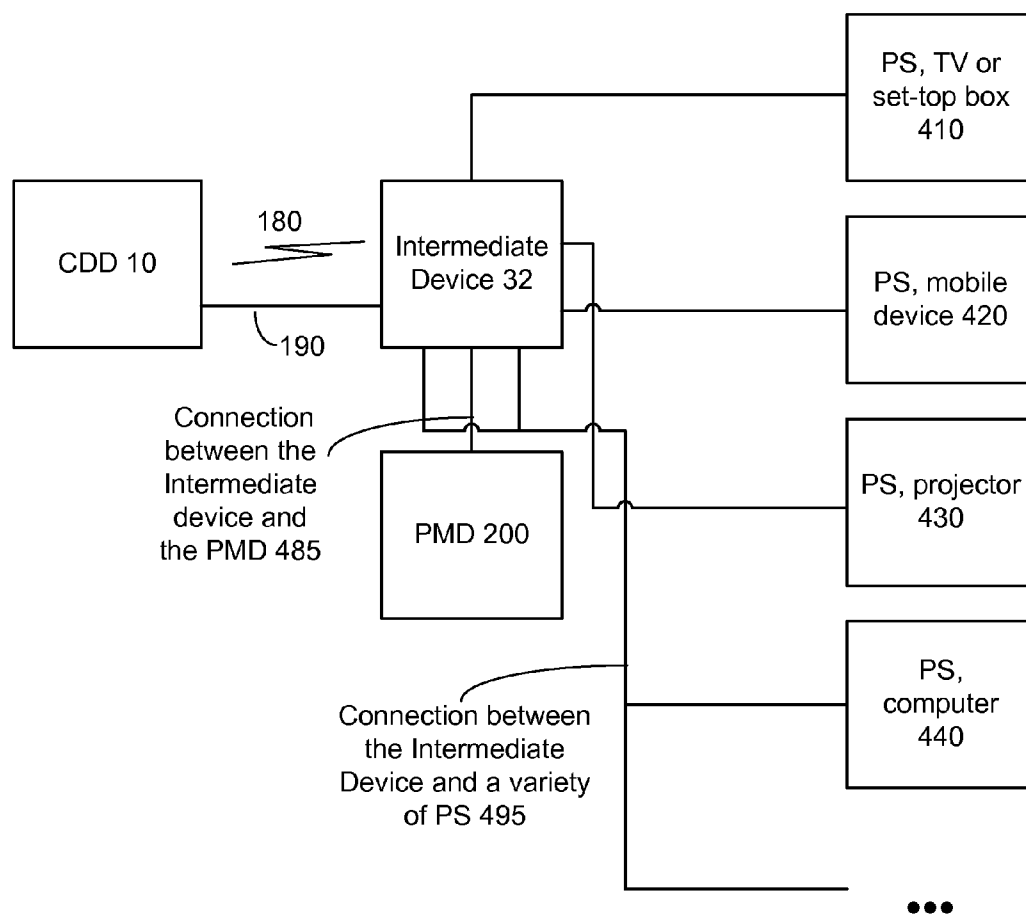 PS, TV or
set-top box
410
180
CDD 10
Intermediate
Device 32
PS, mobile
device 420
190
Connection
between the
Intermediate
device and
the PMD 485
PMD 200
PS, projector
430
PS,
computer
440
Connection between
the Intermediate
Device and a variety
of PS 495
•••